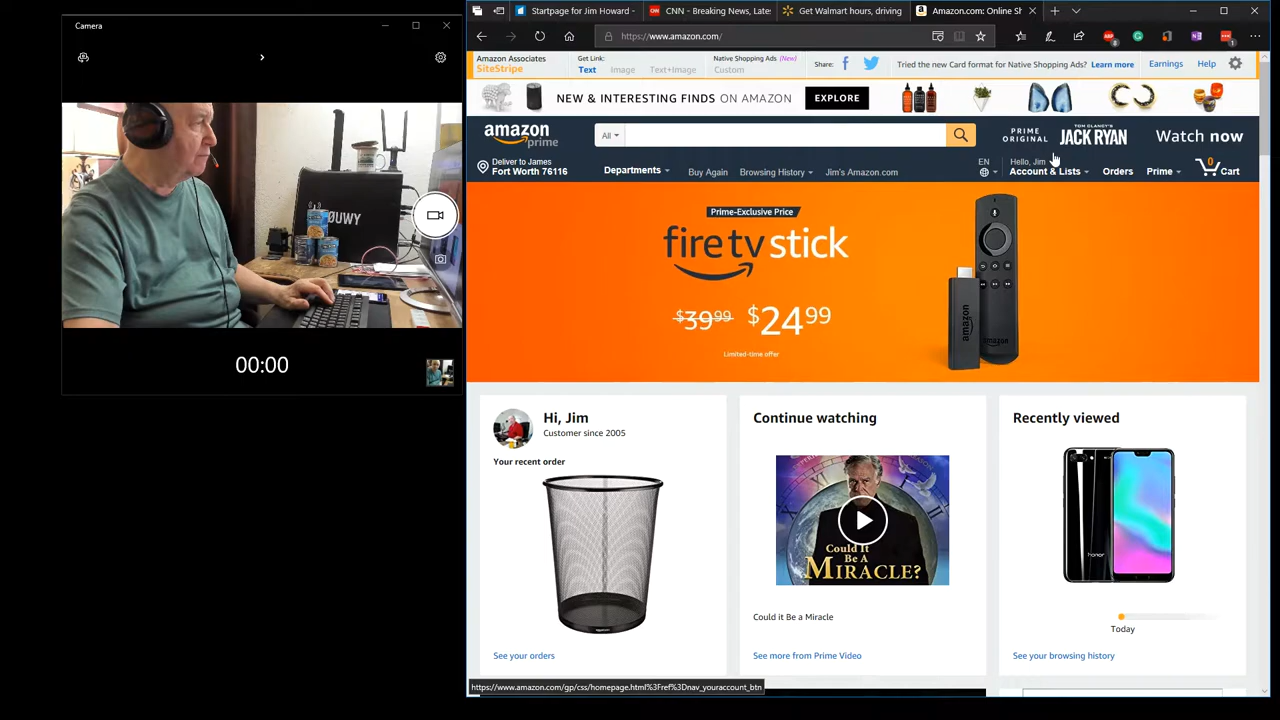 Camera
ØUWY
00:00
Startpage for Jim Howard -
CNN - Breaking News, Lates
Get Walmart hours, driving
Amazon.com: Online Sh
https://www.amazon.com/
Amazon Associates
SiteStripe
Get Link:
Text Image Text+Image
Native Shopping Ads (New)
Custom
Share:
Tried the new Card format for Native Shopping Ads? Learn more
Earnings
Help
NEW & INTERESTING FINDS ON AMAZON
EXPLORE
amazon
prime
All
PRIME
ORIGINAL
TOM CLANCY'S
JACK RYAN
Watch now
Deliver to James
Fort Worth 76116
Departments
Buy Again
Browsing History
Jim's Amazon.com
EN
Hello, Jim
Account & Lists
Orders
Prime
0
Cart
Prime-Exclusive Price
fire tv stick
$39.99 $24.99
Limited-time offer
amazon
amazon
Hi, Jim
Customer since 2005
Your recent order
See your orders
Continue watching
Could It
Be A
MIRACLE?
Could it Be a Miracle
See more from Prime Video
Recently viewed
honor
Today
See your browsing history
https://www.amazon.com/gp/css/homepage.html%3Fref%3Dnav_youraccount_btn